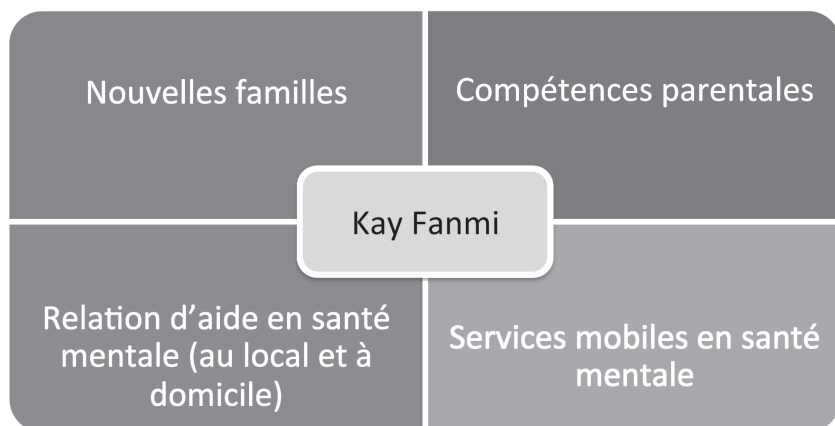 Nouvelles familles
Compétences parentales
Kay Fanmi
Relation d’aide en santé
mentale (au local et à
domicile)
Services mobiles en santé
mentale